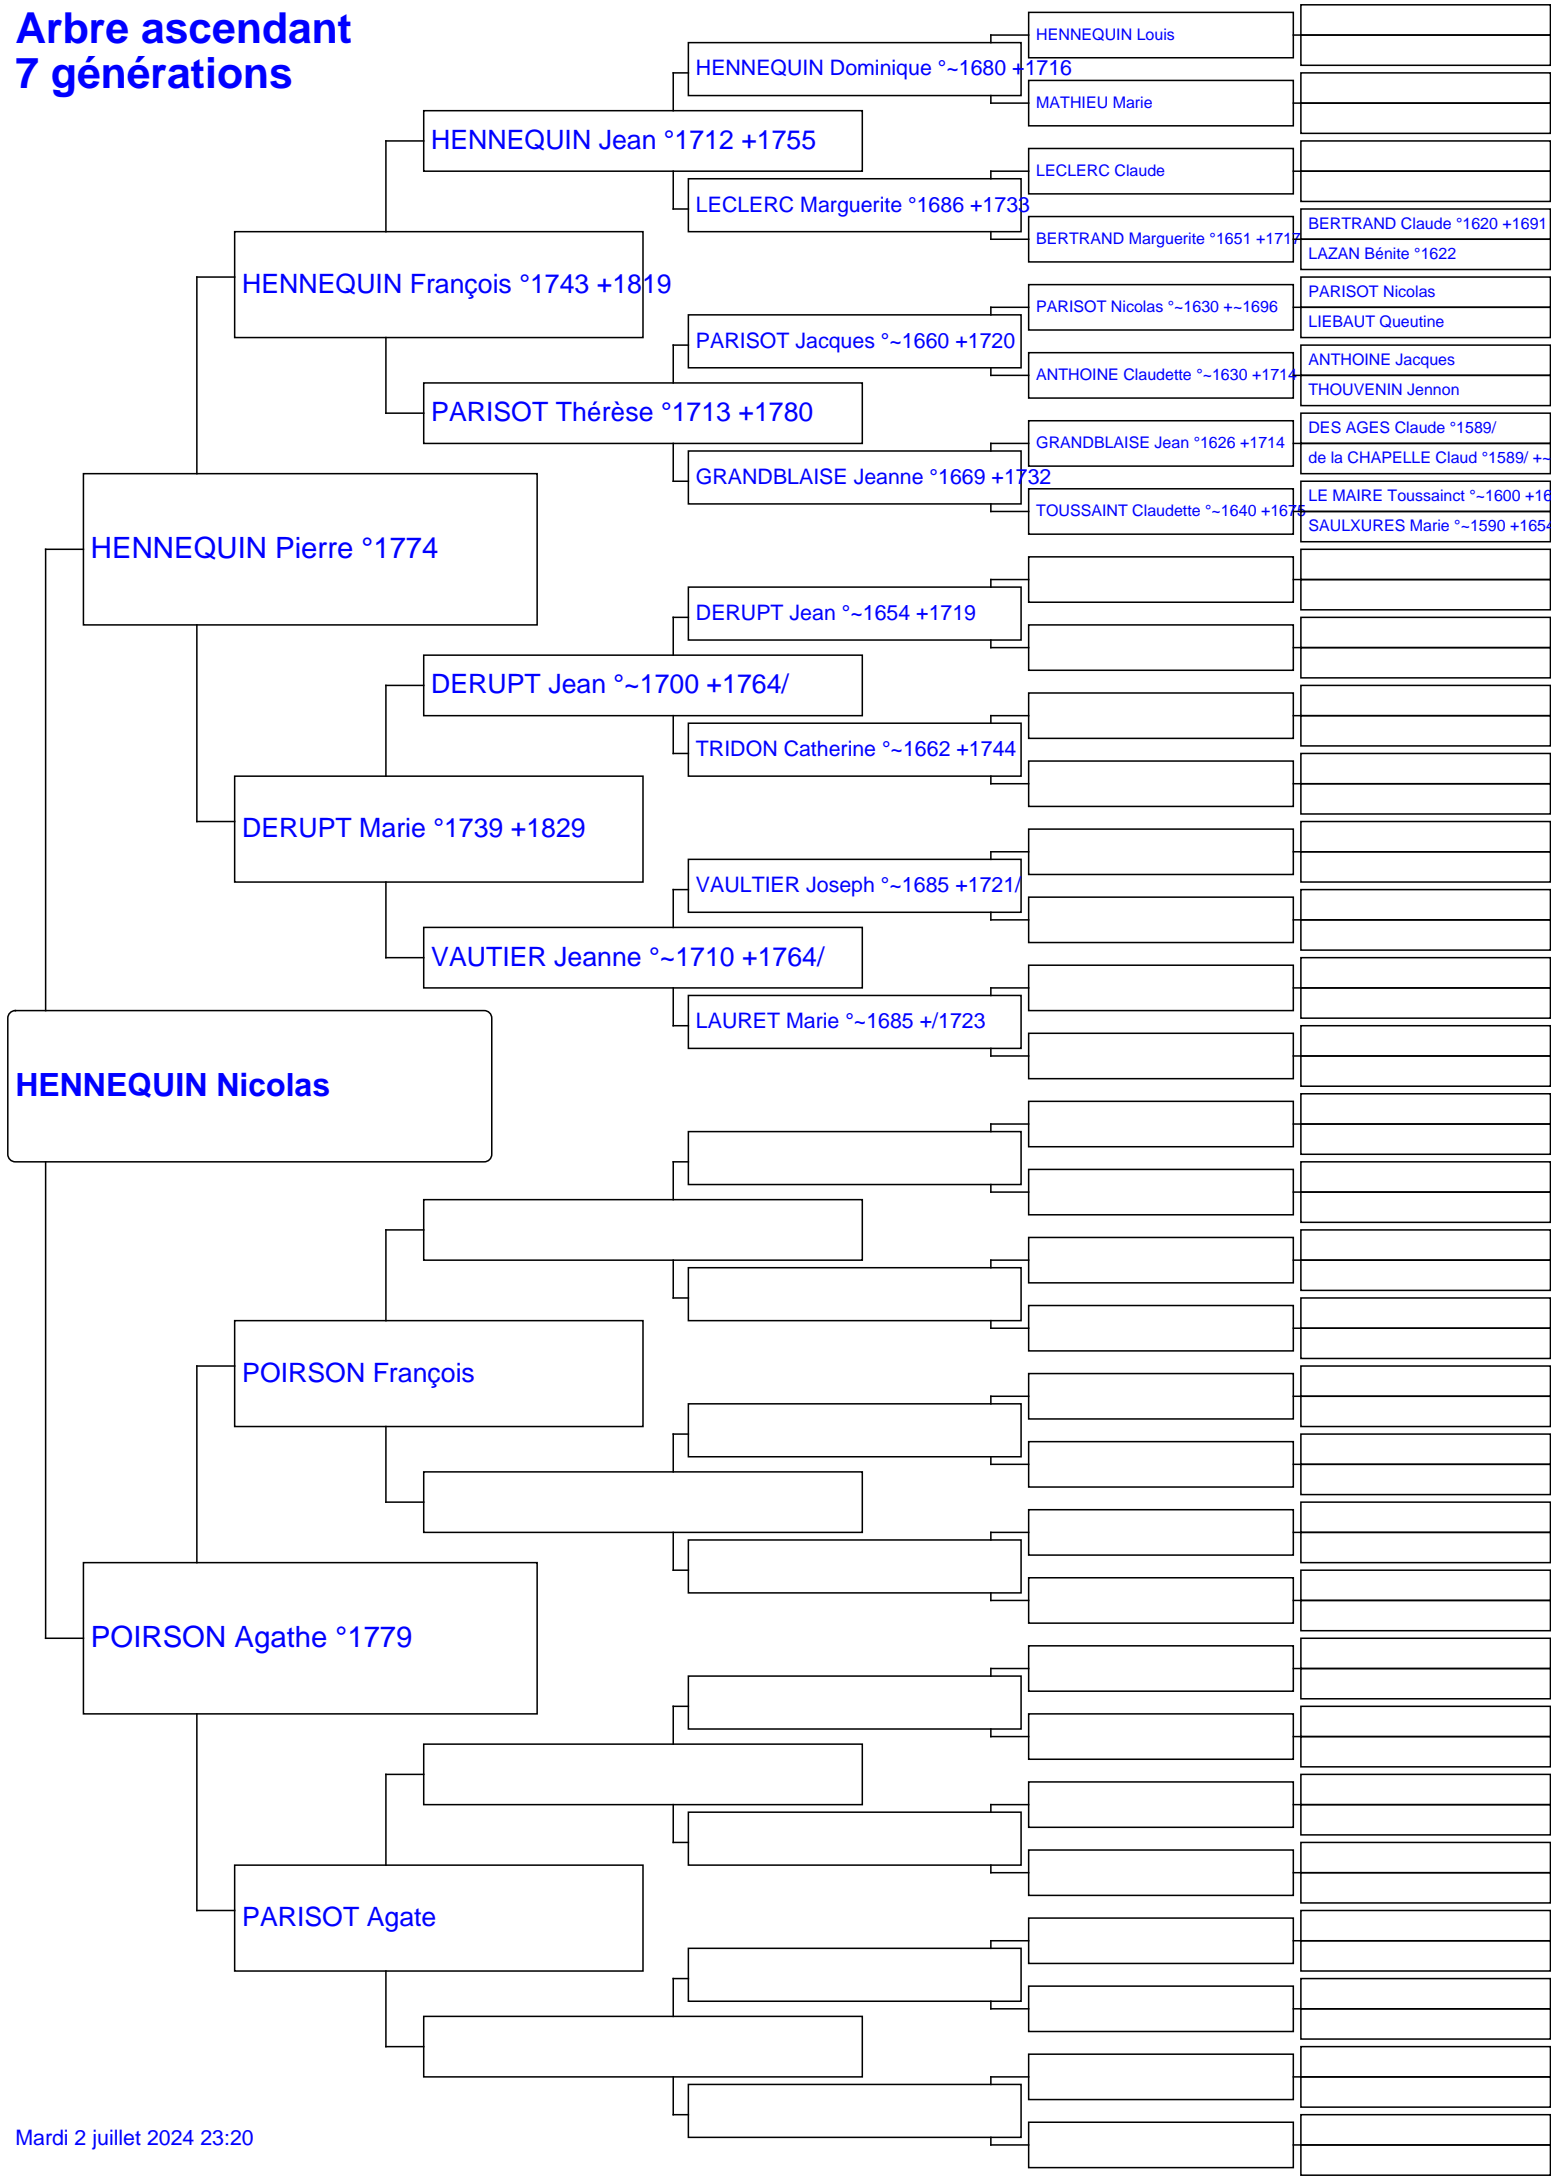 Arbre ascendant
7 générations
HENNEQUIN Nicolas
HENNEQUIN Pierre °1774
POIRSON Agathe °1779
HENNEQUIN François °1743 +1819
DERUPT Marie °1739 +1829
POIRSON François
PARISOT Agate
HENNEQUIN Jean °1712 +1755
PARISOT Thérèse °1713 +1780
DERUPT Jean °~1700 +1764/
VAUTIER Jeanne °~1710 +1764/
HENNEQUIN Dominique °~1680 +1716
LECLERC Marguerite °1686 +1733
PARISOT Jacques °~1660 +1720
GRANDBLAISE Jeanne °1669 +1732
DERUPT Jean °~1654 +1719
TRIDON Catherine °~1662 +1744
VAULTIER Joseph °~1685 +1721/
LAURET Marie °~1685 +/1723
HENNEQUIN Louis
MATHIEU Marie
LECLERC Claude
BERTRAND Marguerite °1651 +1717
PARISOT Nicolas °~1630 +~1696
ANTHOINE Claudette °~1630 +1714
GRANDBLAISE Jean °1626 +1714
TOUSSAINT Claudette °~1640 +1675
BERTRAND Claude °1620 +1691
LAZAN Bénite °1622
PARISOT Nicolas
LIEBAUT Queutine
ANTHOINE Jacques
THOUVENIN Jennon
DES AGES Claude °1589/
de la CHAPELLE Claud °1589/ +~
LE MAIRE Toussainct °~1600 +16
SAULXURES Marie °~1590 +1654
Mardi 2 juillet 2024 23:20